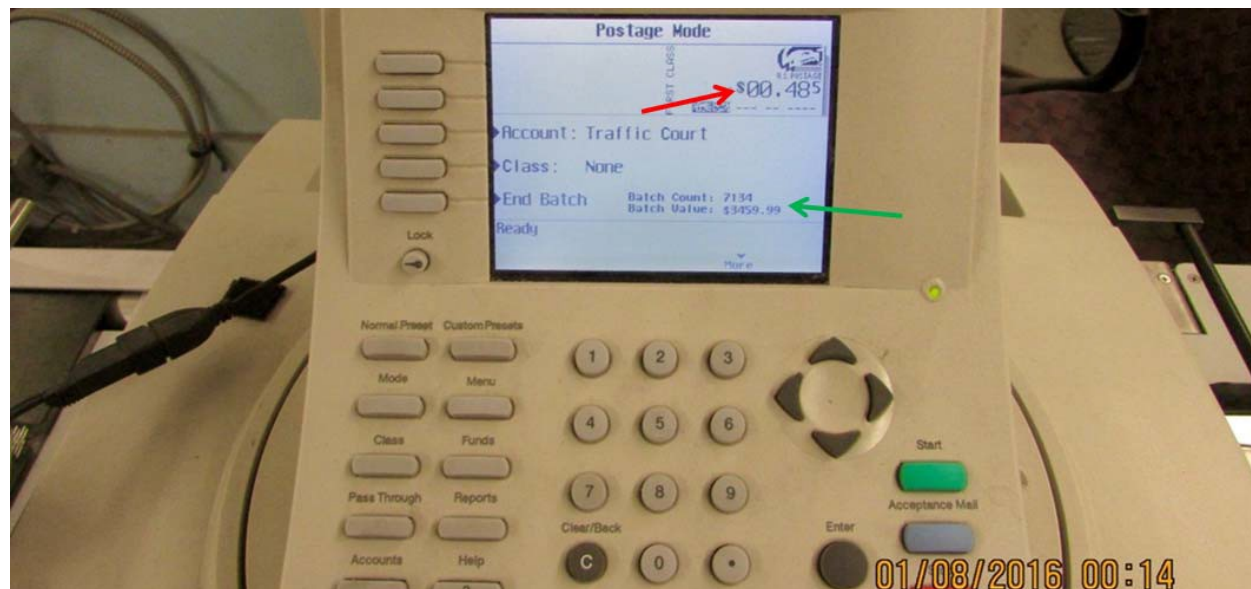 Postage Mode
FIRST CLASS
U.S. POSTAGE
$00.485
Account: Traffic Court
Class: None
End Batch
Batch Count: 7134
Batch Value: $3459.99
Ready
More
Lock
Normal Preset Custom Presets
1 2 3
Mode Menu
4 5 6
Class Funds
Start
7 8 9
Pass Through Reports
Acceptance Mail
Clear/Back Enter
Accounts Help
C 0 .
01/08/2016 00:14